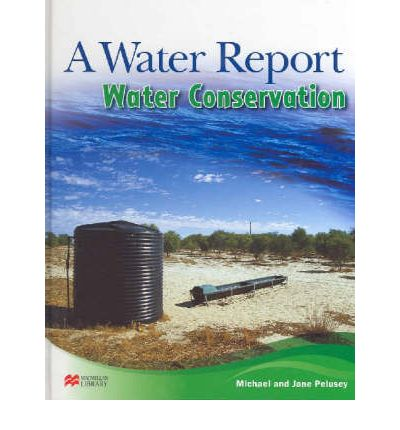 A Water Report
Water Conservation
Michael and Jane Pelusey
MACMILLAN
LIBRARY